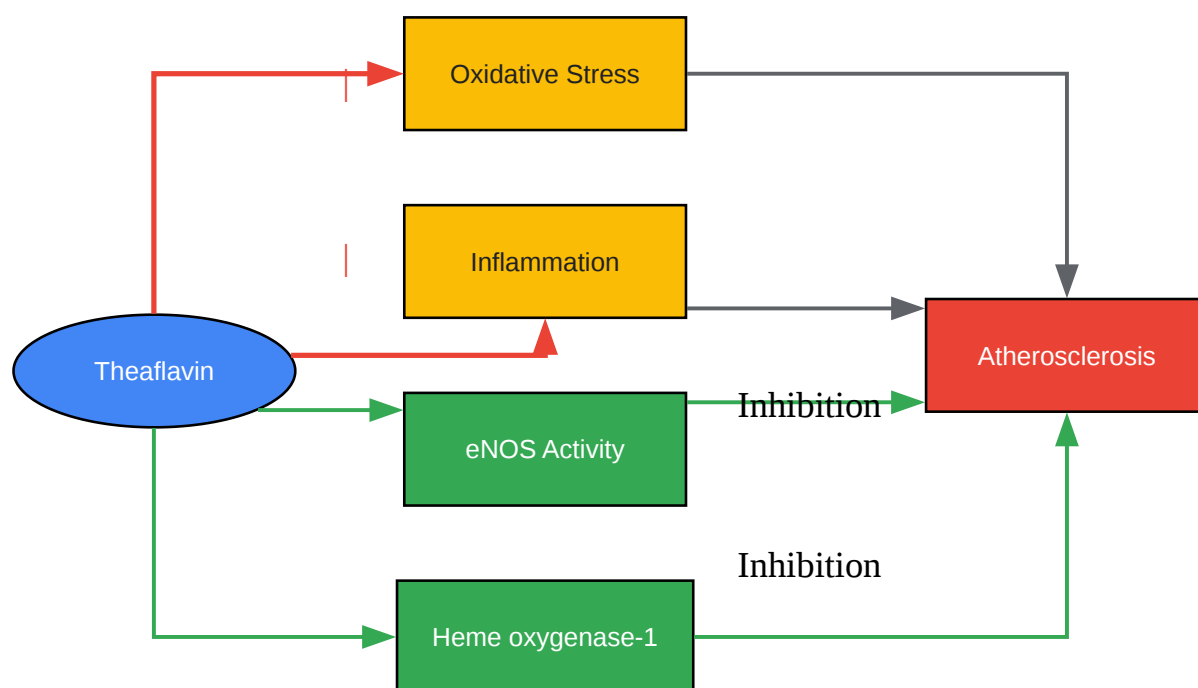 Oxidative Stress
Inflammation
Atherosclerosis
Theaflavin
Inhibition
eNOS Activity
Inhibition
Heme oxygenase-1